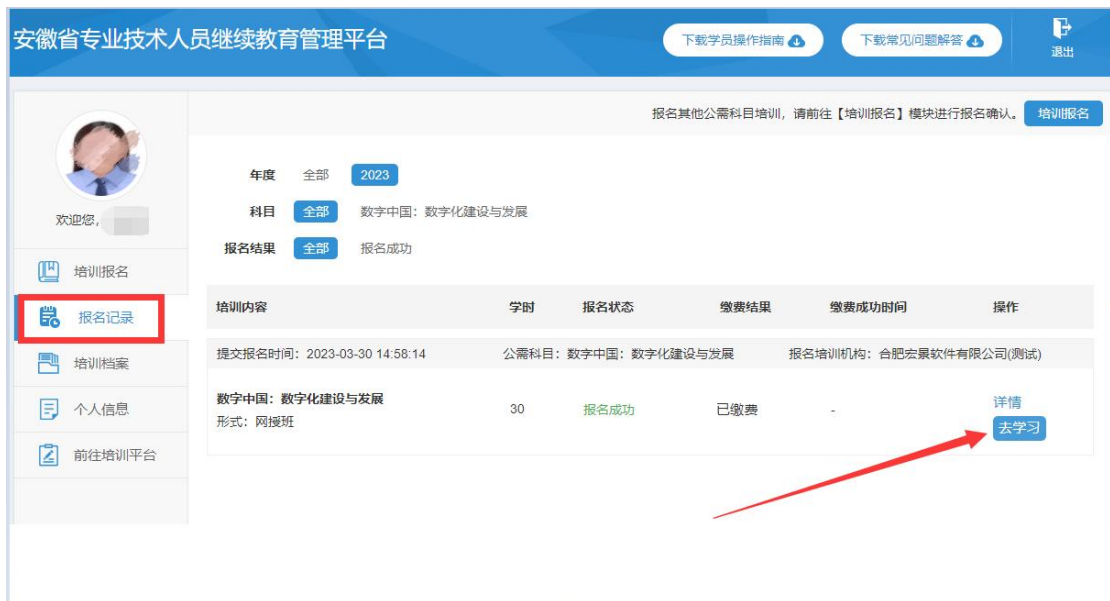 安徽省专业技术人员继续教育管理平台
下载学员操作指南
下载常见问题解答
退出
报名其他公需科目培训，请前往【培训报名】模块进行报名确认。 培训报名
欢迎您,
培训报名
报名记录
培训档案
个人信息
前往培训平台
年度 全部 2023
科目 全部 数字中国：数字化建设与发展
报名结果 全部 报名成功
培训内容 学时 报名状态 缴费结果 缴费成功时间 操作
提交报名时间：2023-03-30 14:58:14 公需科目：数字中国：数字化建设与发展 报名培训机构：合肥宏景软件有限公司(测试)
数字中国：数字化建设与发展
形式：网授班
30 报名成功 已缴费 -
详情
去学习